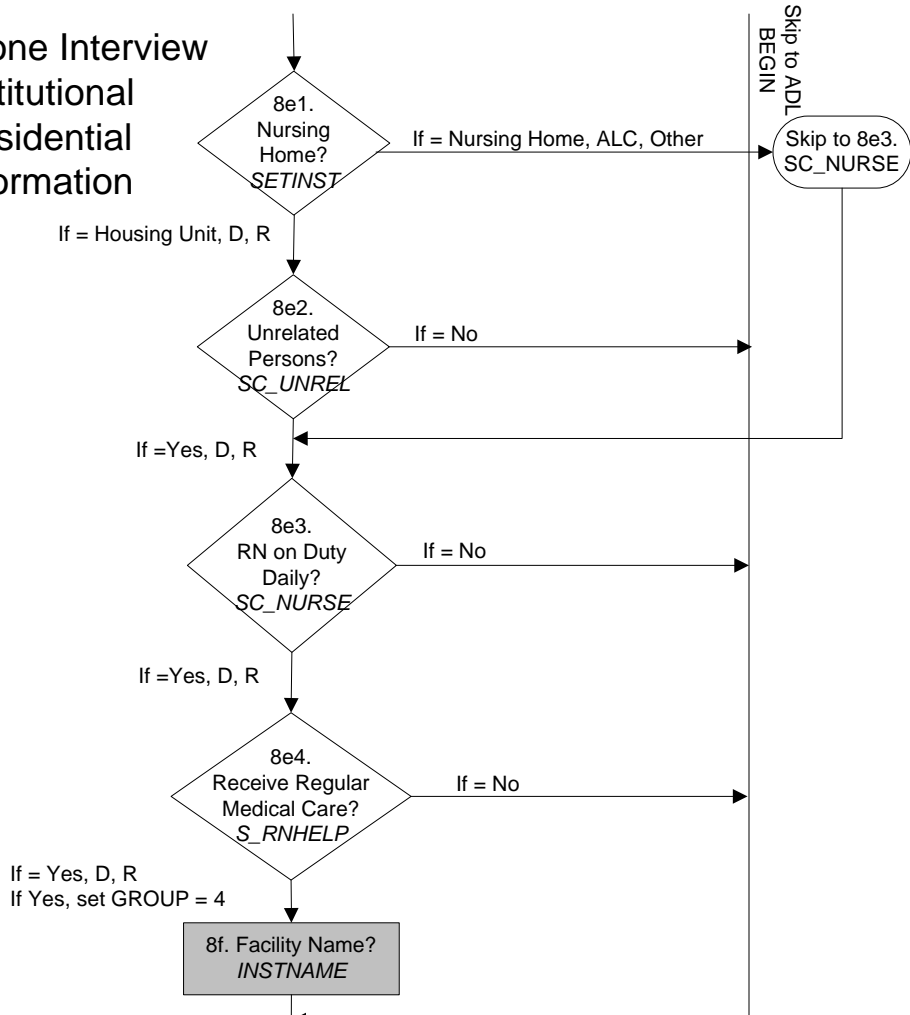 one Interview
titutional
sidential
ormation
Skip to ADL
BEGIN
8e1.
Nursing
Home?
SETINST
If = Nursing Home, ALC, Other
Skip to 8e3.
SC_NURSE
If = Housing Unit, D, R
8e2.
Unrelated
Persons?
SC_UNREL
If = No
If =Yes, D, R
8e3.
RN on Duty
Daily?
SC_NURSE
If = No
If =Yes, D, R
8e4.
Receive Regular
Medical Care?
S_RNHELP
If = No
If = Yes, D, R
If Yes, set GROUP = 4
8f. Facility Name?
INSTNAME